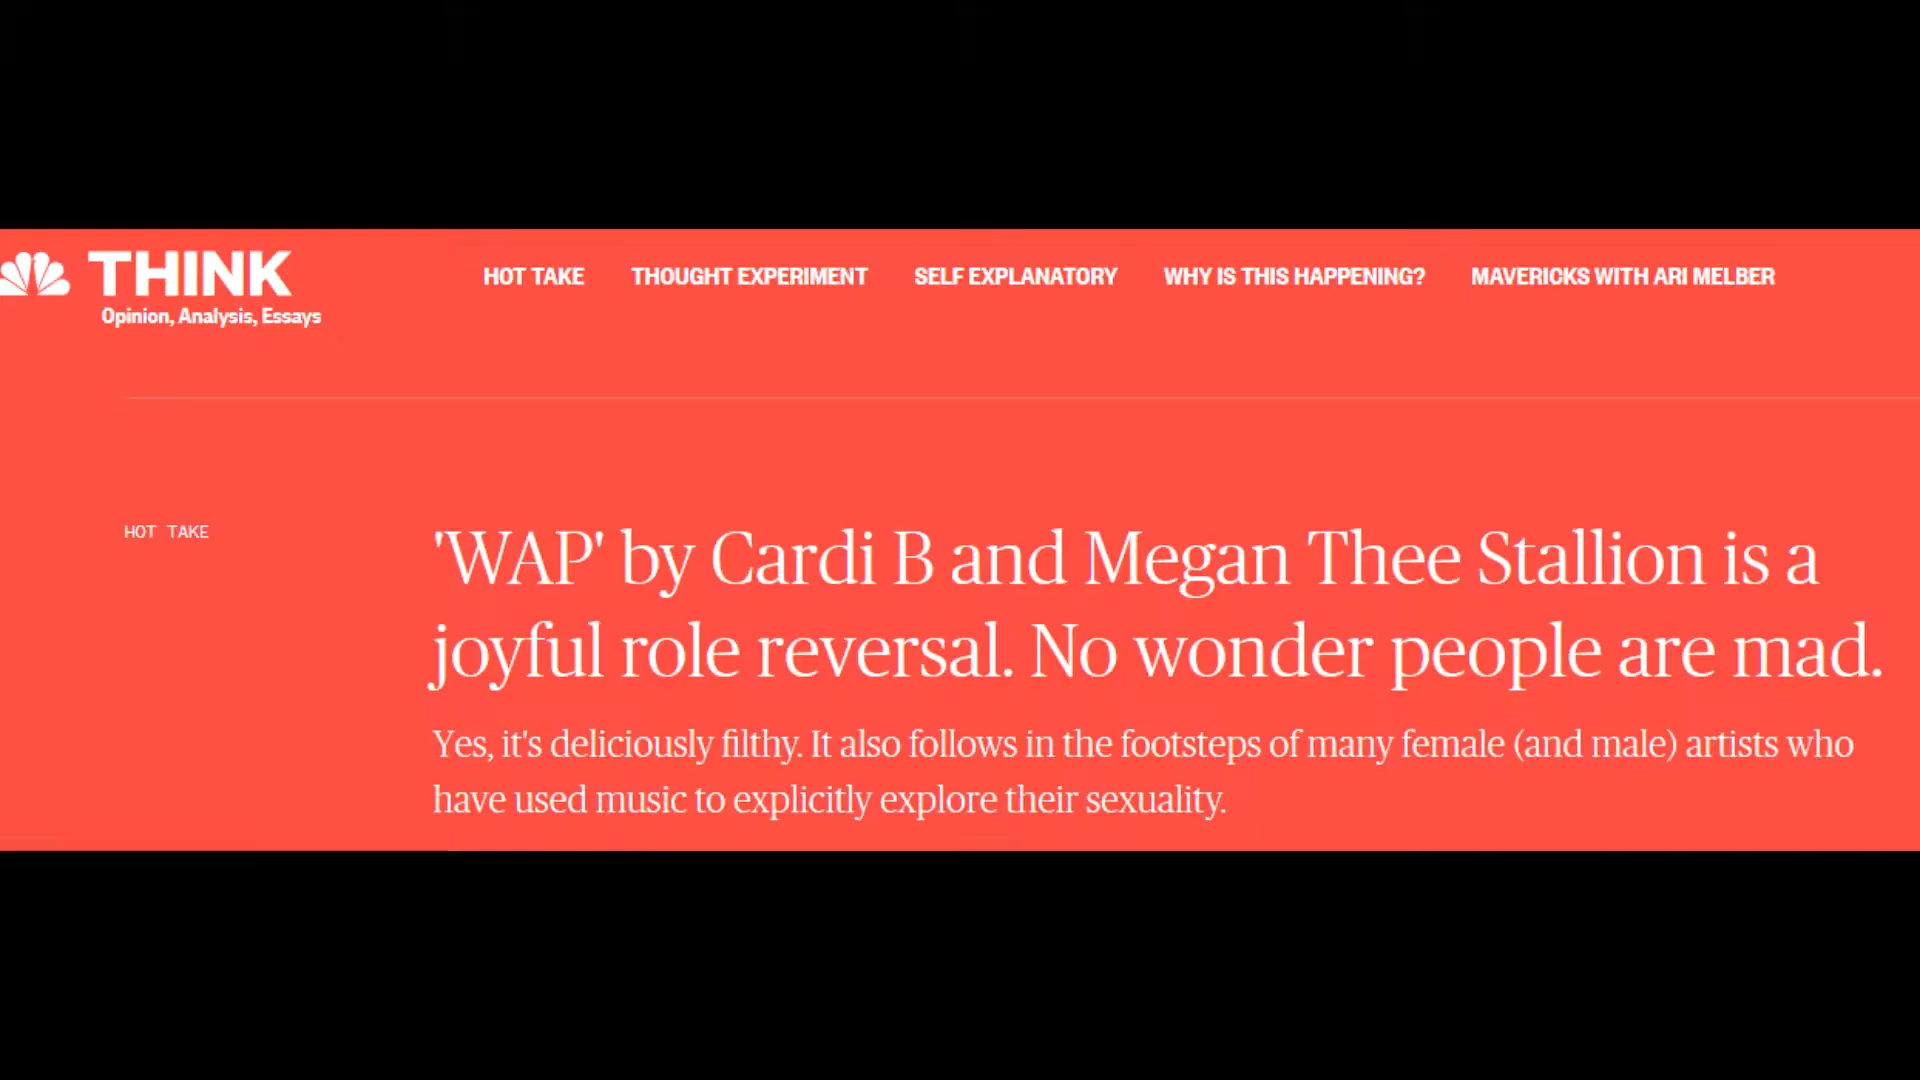 THINK
Opinion, Analysis, Essays
HOT TAKE
THOUGHT EXPERIMENT
SELF EXPLANATORY
WHY IS THIS HAPPENING?
MAVERICKS WITH ARI MELBER
HOT TAKE
'WAP' by Cardi B and Megan Thee Stallion is a
joyful role reversal. No wonder people are mad.
Yes, it's deliciously filthy. It also follows in the footsteps of many female (and male) artists who
have used music to explicitly explore their sexuality.